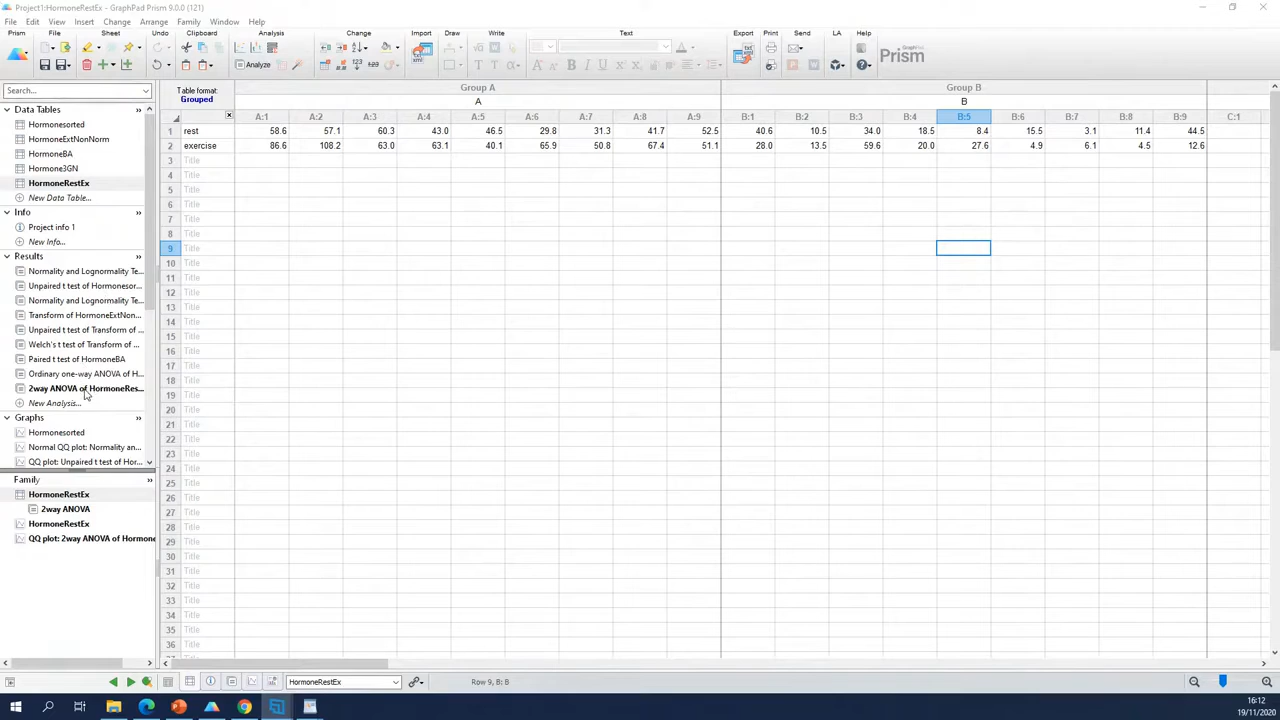 Project1:HormoneRestEx - GraphPad Prism 9.0.0 (121)
File Edit View Insert Change Arrange Family Window Help
Prism File Sheet Undo Clipboard Analysis Change Import Draw Write Text Export Print Send LA Help
Analyze
GraphPad
Prism
Search...
Data Tables
Hormonesorted
HormoneExtNonNorm
HormoneBA
Hormone3GN
HormoneRestEx
New Data Table...
Info
Project info 1
New Info...
Results
Normality and Lognormality Te...
Unpaired t test of Hormonesor...
Normality and Lognormality Te...
Transform of HormoneExtNon...
Unpaired t test of Transform of ...
Welch's t test of Transform of ...
Paired t test of HormoneBA
Ordinary one-way ANOVA of H...
2way ANOVA of HormoneRes...
New Analysis...
Graphs
Hormonesorted
Normal QQ plot: Normality an...
QQ plot: Unpaired t test of Hor...
Family
HormoneRestEx
2way ANOVA
HormoneRestEx
QQ plot: 2way ANOVA of Hormone
Table format:
Grouped
Group A Group B
A B
A:1 A:2 A:3 A:4 A:5 A:6 A:7 A:8 A:9 B:1 B:2 B:3 B:4 B:5 B:6 B:7 B:8 B:9 C:1
1 rest 58.6 57.1 60.3 43.0 46.5 29.8 31.3 41.7 52.5 40.6 10.5 34.0 18.5 8.4 15.5 3.1 11.4 44.5
2 exercise 86.6 108.2 63.0 63.1 40.1 65.9 50.8 67.4 51.1 28.0 13.5 59.6 20.0 27.6 4.9 6.1 4.5 12.6
3 Title
4 Title
5 Title
6 Title
7 Title
8 Title
9 Title
10 Title
11 Title
12 Title
13 Title
14 Title
15 Title
16 Title
17 Title
18 Title
19 Title
20 Title
21 Title
22 Title
23 Title
24 Title
25 Title
26 Title
27 Title
28 Title
29 Title
30 Title
31 Title
32 Title
33 Title
34 Title
35 Title
36 Title
HormoneRestEx
Row 9, B: B
16:12
19/11/2020